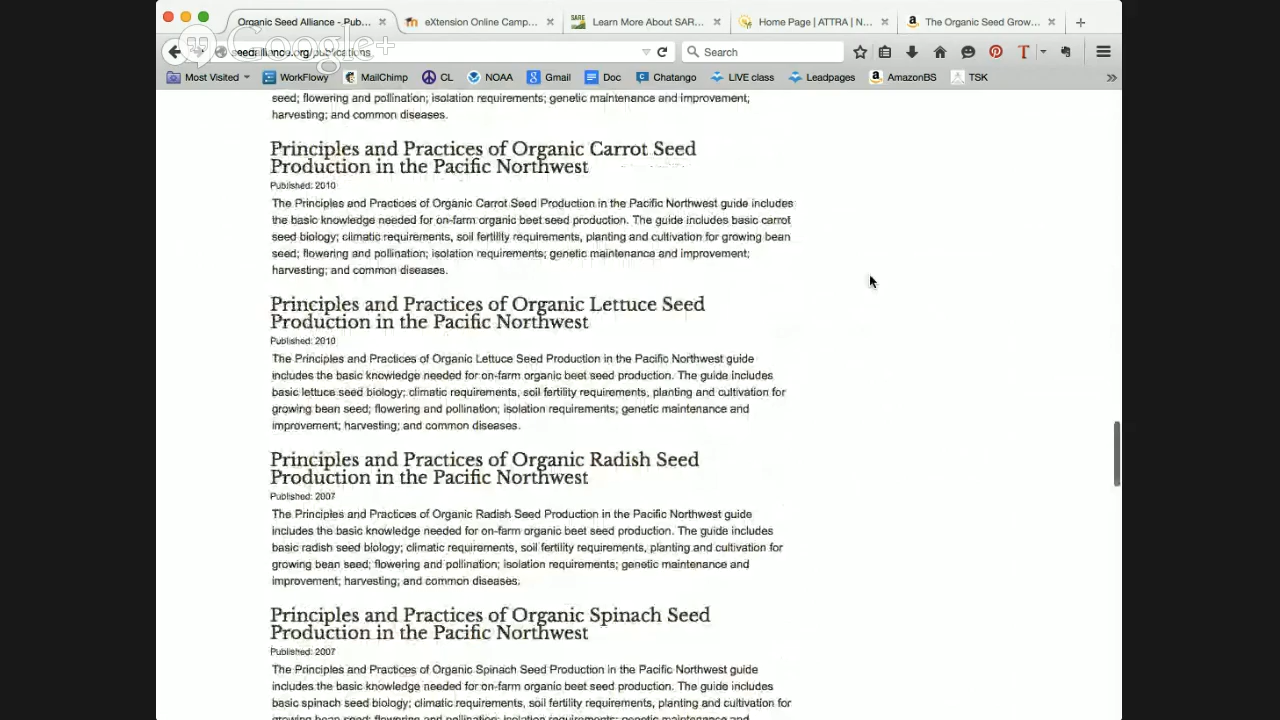 Organic Seed Alliance - Pub...
eXtension Online Camp...
Learn More About SAR...
Home Page | ATTRA | N...
The Organic Seed Grow...
Google+
seedalliance.org/publications
Search
Most Visited
WorkFlowy
MailChimp
CL
NOAA
Gmail
Doc
Chatango
LIVE class
Leadpages
AmazonBS
TSK
seed; flowering and pollination; isolation requirements; genetic maintenance and improvement;
harvesting; and common diseases.
Principles and Practices of Organic Carrot Seed
Production in the Pacific Northwest
Published: 2010
The Principles and Practices of Organic Carrot Seed Production in the Pacific Northwest guide includes
the basic knowledge needed for on-farm organic beet seed production. The guide includes basic carrot
seed biology; climatic requirements, soil fertility requirements, planting and cultivation for growing bean
seed; flowering and pollination; isolation requirements; genetic maintenance and improvement;
harvesting; and common diseases.
Principles and Practices of Organic Lettuce Seed
Production in the Pacific Northwest
Published: 2010
The Principles and Practices of Organic Lettuce Seed Production in the Pacific Northwest guide
includes the basic knowledge needed for on-farm organic beet seed production. The guide includes
basic lettuce seed biology; climatic requirements, soil fertility requirements, planting and cultivation for
growing bean seed; flowering and pollination; isolation requirements; genetic maintenance and
improvement; harvesting; and common diseases.
Principles and Practices of Organic Radish Seed
Production in the Pacific Northwest
Published: 2007
The Principles and Practices of Organic Radish Seed Production in the Pacific Northwest guide
includes the basic knowledge needed for on-farm organic beet seed production. The guide includes
basic radish seed biology; climatic requirements, soil fertility requirements, planting and cultivation for
growing bean seed; flowering and pollination; isolation requirements; genetic maintenance and
improvement; harvesting; and common diseases.
Principles and Practices of Organic Spinach Seed
Production in the Pacific Northwest
Published: 2007
The Principles and Practices of Organic Spinach Seed Production in the Pacific Northwest guide
includes the basic knowledge needed for on-farm organic beet seed production. The guide includes
basic spinach seed biology; climatic requirements, soil fertility requirements, planting and cultivation for
growing bean seed; flowering and pollination; isolation requirements; genetic maintenance and